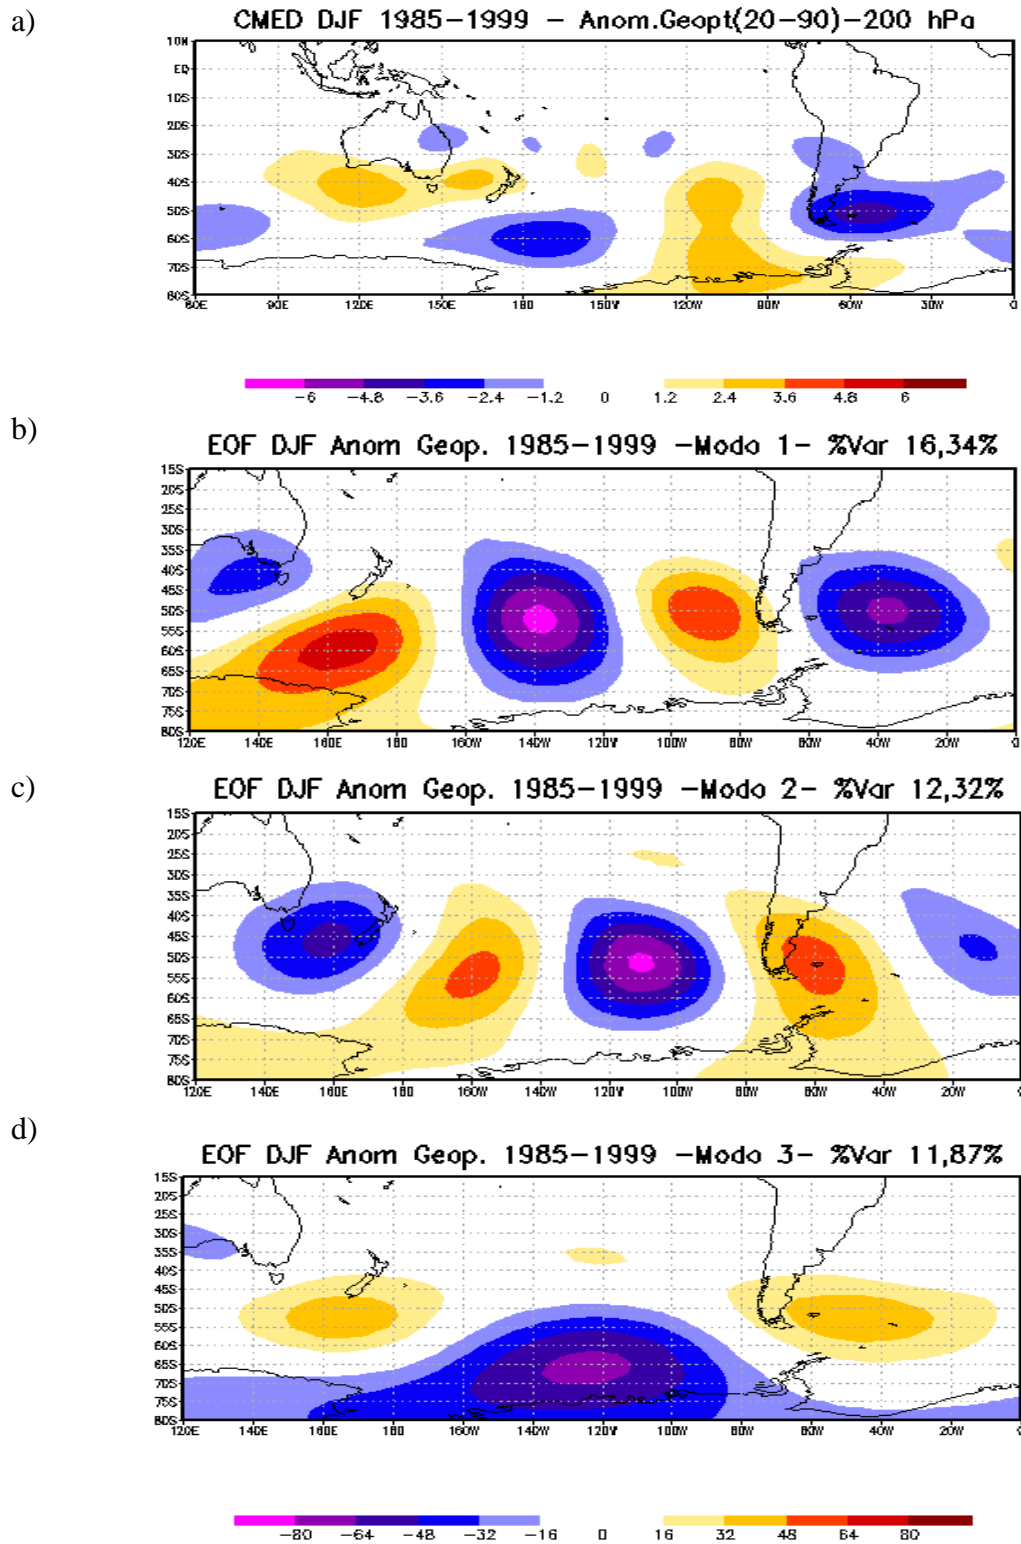 a)
CMED DJF 1985-1999 - Anom.Geopt(20-90)-200 hPa
10N
EQ
10S
20S
30S
40S
50S
60S
70S
80S
60E 90E 120E 150E 180 150W 120W 90W 60W 30W 0
-6 -4.8 -3.6 -2.4 -1.2 0 1.2 2.4 3.6 4.8 6
b)
EOF DJF Anom Geop. 1985-1999 -Modo 1- %Var 16,34%
15S
20S
25S
30S
35S
40S
45S
50S
55S
60S
65S
70S
75S
80S
120E 140E 160E 180 160W 140W 120W 100W 80W 60W 40W 20W 0
c)
EOF DJF Anom Geop. 1985-1999 -Modo 2- %Var 12,32%
15S
20S
25S
30S
35S
40S
45S
50S
55S
60S
65S
70S
75S
80S
120E 140E 160E 180 160W 140W 120W 100W 80W 60W 40W 20W 0
d)
EOF DJF Anom Geop. 1985-1999 -Modo 3- %Var 11,87%
15S
20S
25S
30S
35S
40S
45S
50S
55S
60S
65S
70S
75S
80S
120E 140E 160E 180 160W 140W 120W 100W 80W 60W 40W 20W 0
-80 -64 -48 -32 -16 0 16 32 48 64 80